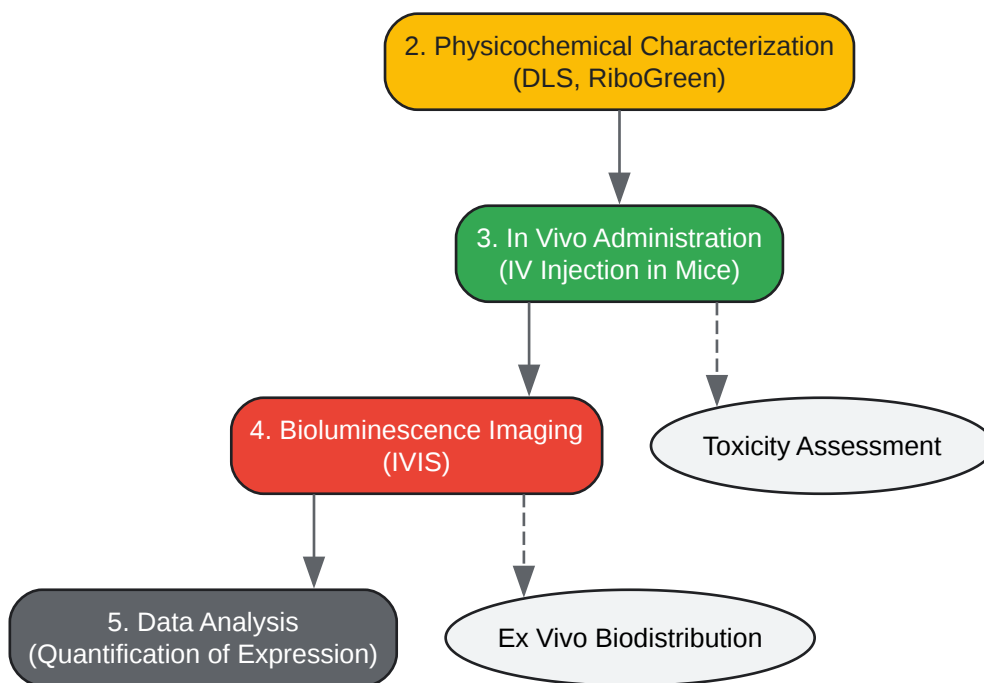 2. Physicochemical Characterization
(DLS, RiboGreen)
3. In Vivo Administration
(IV Injection in Mice)
4. Bioluminescence Imaging
(IVIS)
Toxicity Assessment
5. Data Analysis
(Quantification of Expression)
Ex Vivo Biodistribution